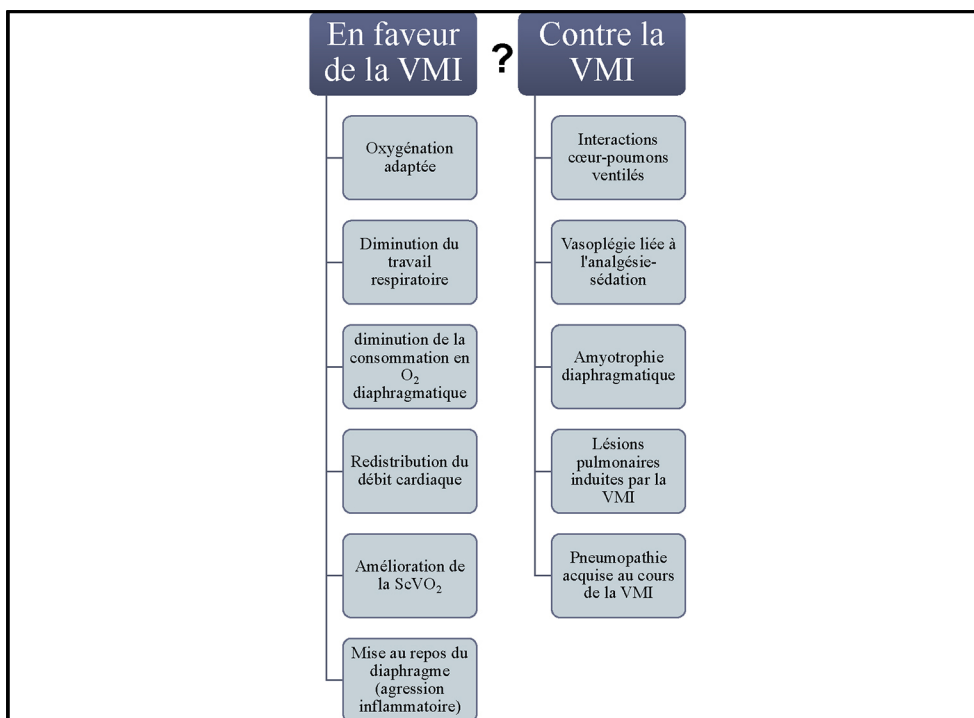 En faveur
de la VMI
?
Contre la
VMI
Oxygénation
adaptée
Diminution du
travail
respiratoire
diminution de la
consommation en
O₂
diaphragmatique
Redistribution du
débit cardiaque
Amélioration de
la ScVO₂
Mise au repos du
diaphragme
(agression
inflammatoire)
Interactions
cœur-poumons
ventilés
Vasoplégie liée à
l'analgésie-
sédation
Amyotrophie
diaphragmatique
Lésions
pulmonaires
induites par la
VMI
Pneumopathie
acquise au cours
de la VMI